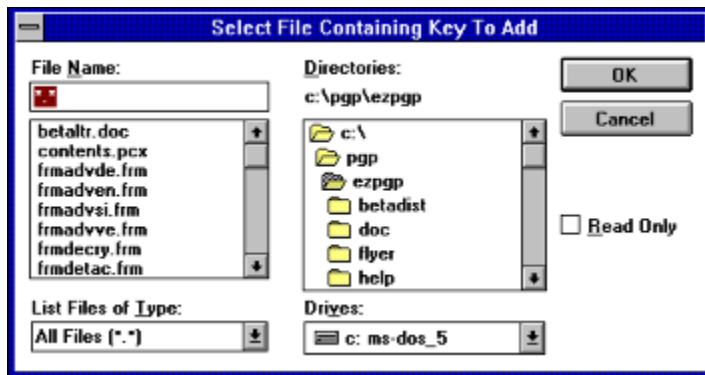 Select File Containing Key To Add
File Name:
*.*
betaltr.doc
contents.pcx
frmadvde.frm
frmadven.frm
frmadvsi.frm
frmadvve.frm
frmdecry.frm
frmdetac.frm
List Files of Type:
All Files (*.*)
Directories:
c:\pgp\ezpgp
c:\
pgp
ezpgp
betadist
doc
flyer
help
Drives:
c: ms-dos_5
OK
Cancel
Read Only